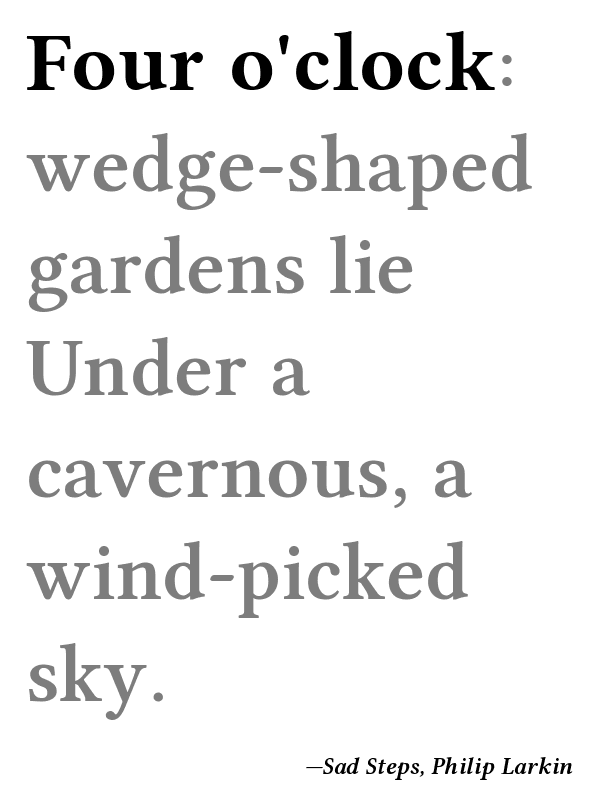 Four o'clock:
wedge-shaped
gardens lie
Under a
cavernous, a
wind-picked
sky.
—Sad Steps, Philip Larkin